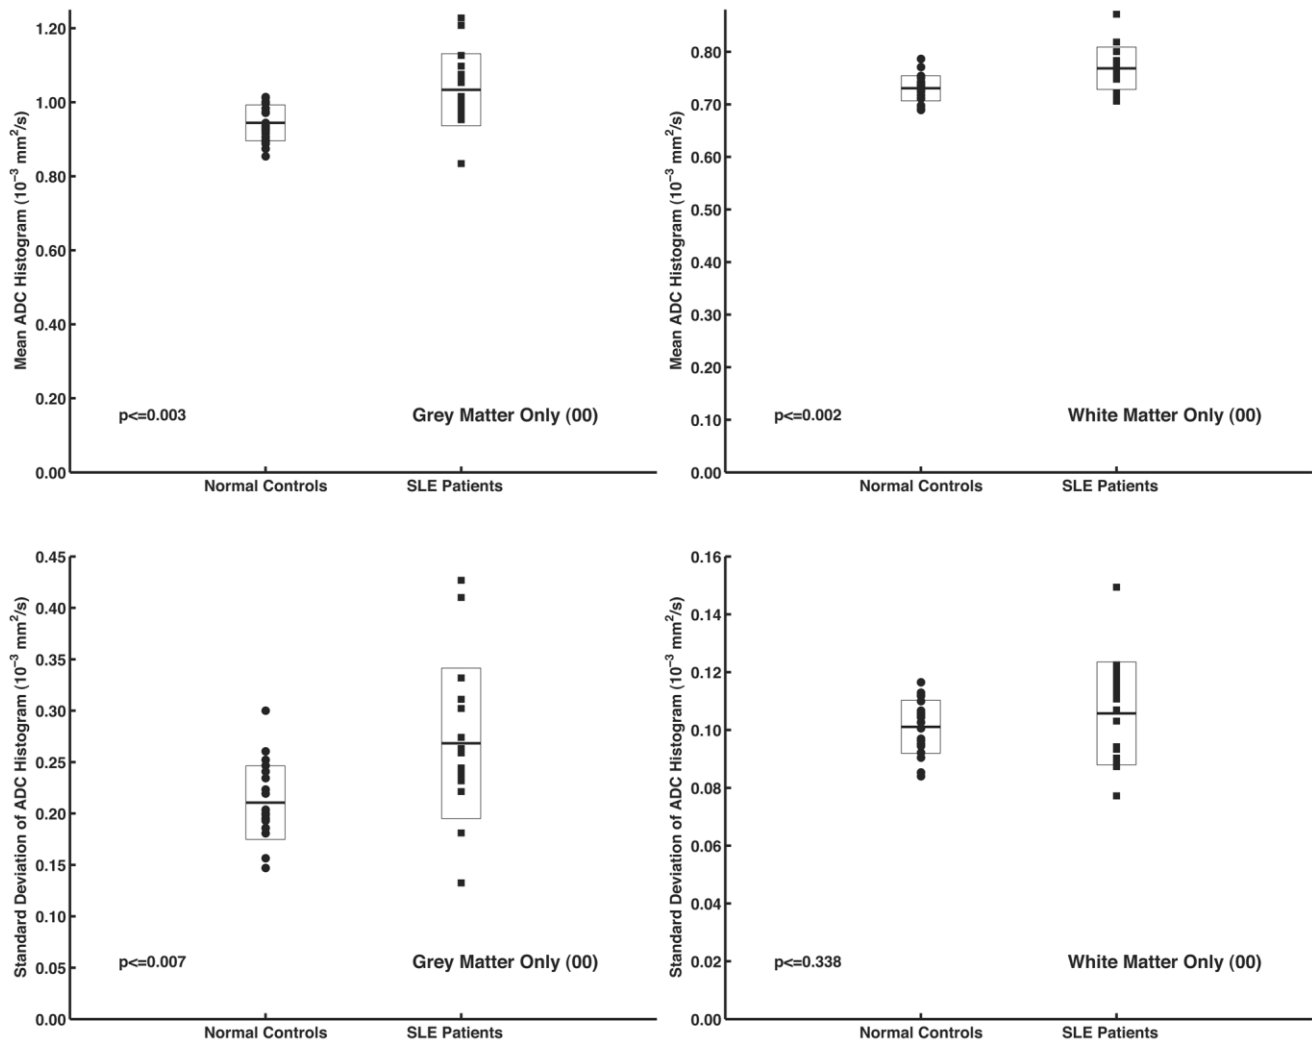 Mean ADC Histogram (10⁻³ mm²/s)
1.20
1.00
0.80
0.60
0.40
0.20
0.00
p<=0.003
Grey Matter Only (00)
Normal Controls
SLE Patients
Mean ADC Histogram (10⁻³ mm²/s)
0.80
0.70
0.60
0.50
0.40
0.30
0.20
0.10
0.00
p<=0.002
White Matter Only (00)
Normal Controls
SLE Patients
Standard Deviation of ADC Histogram (10⁻³ mm²/s)
0.45
0.40
0.35
0.30
0.25
0.20
0.15
0.10
0.05
0.00
p<=0.007
Grey Matter Only (00)
Normal Controls
SLE Patients
Standard Deviation of ADC Histogram (10⁻³ mm²/s)
0.16
0.14
0.12
0.10
0.08
0.06
0.04
0.02
0.00
p<=0.338
White Matter Only (00)
Normal Controls
SLE Patients